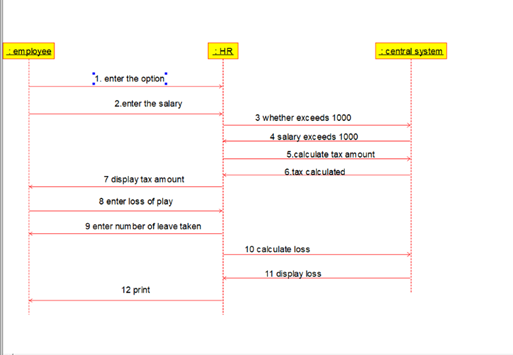 : employee
: HR
: central system
1. enter the option
2.enter the salary
3 whether exceeds 1000
4 salary exceeds 1000
5.calculate tax amount
6.tax calculated
7 display tax amount
8 enter loss of play
9 enter number of leave taken
10 calculate loss
11 display loss
12 print